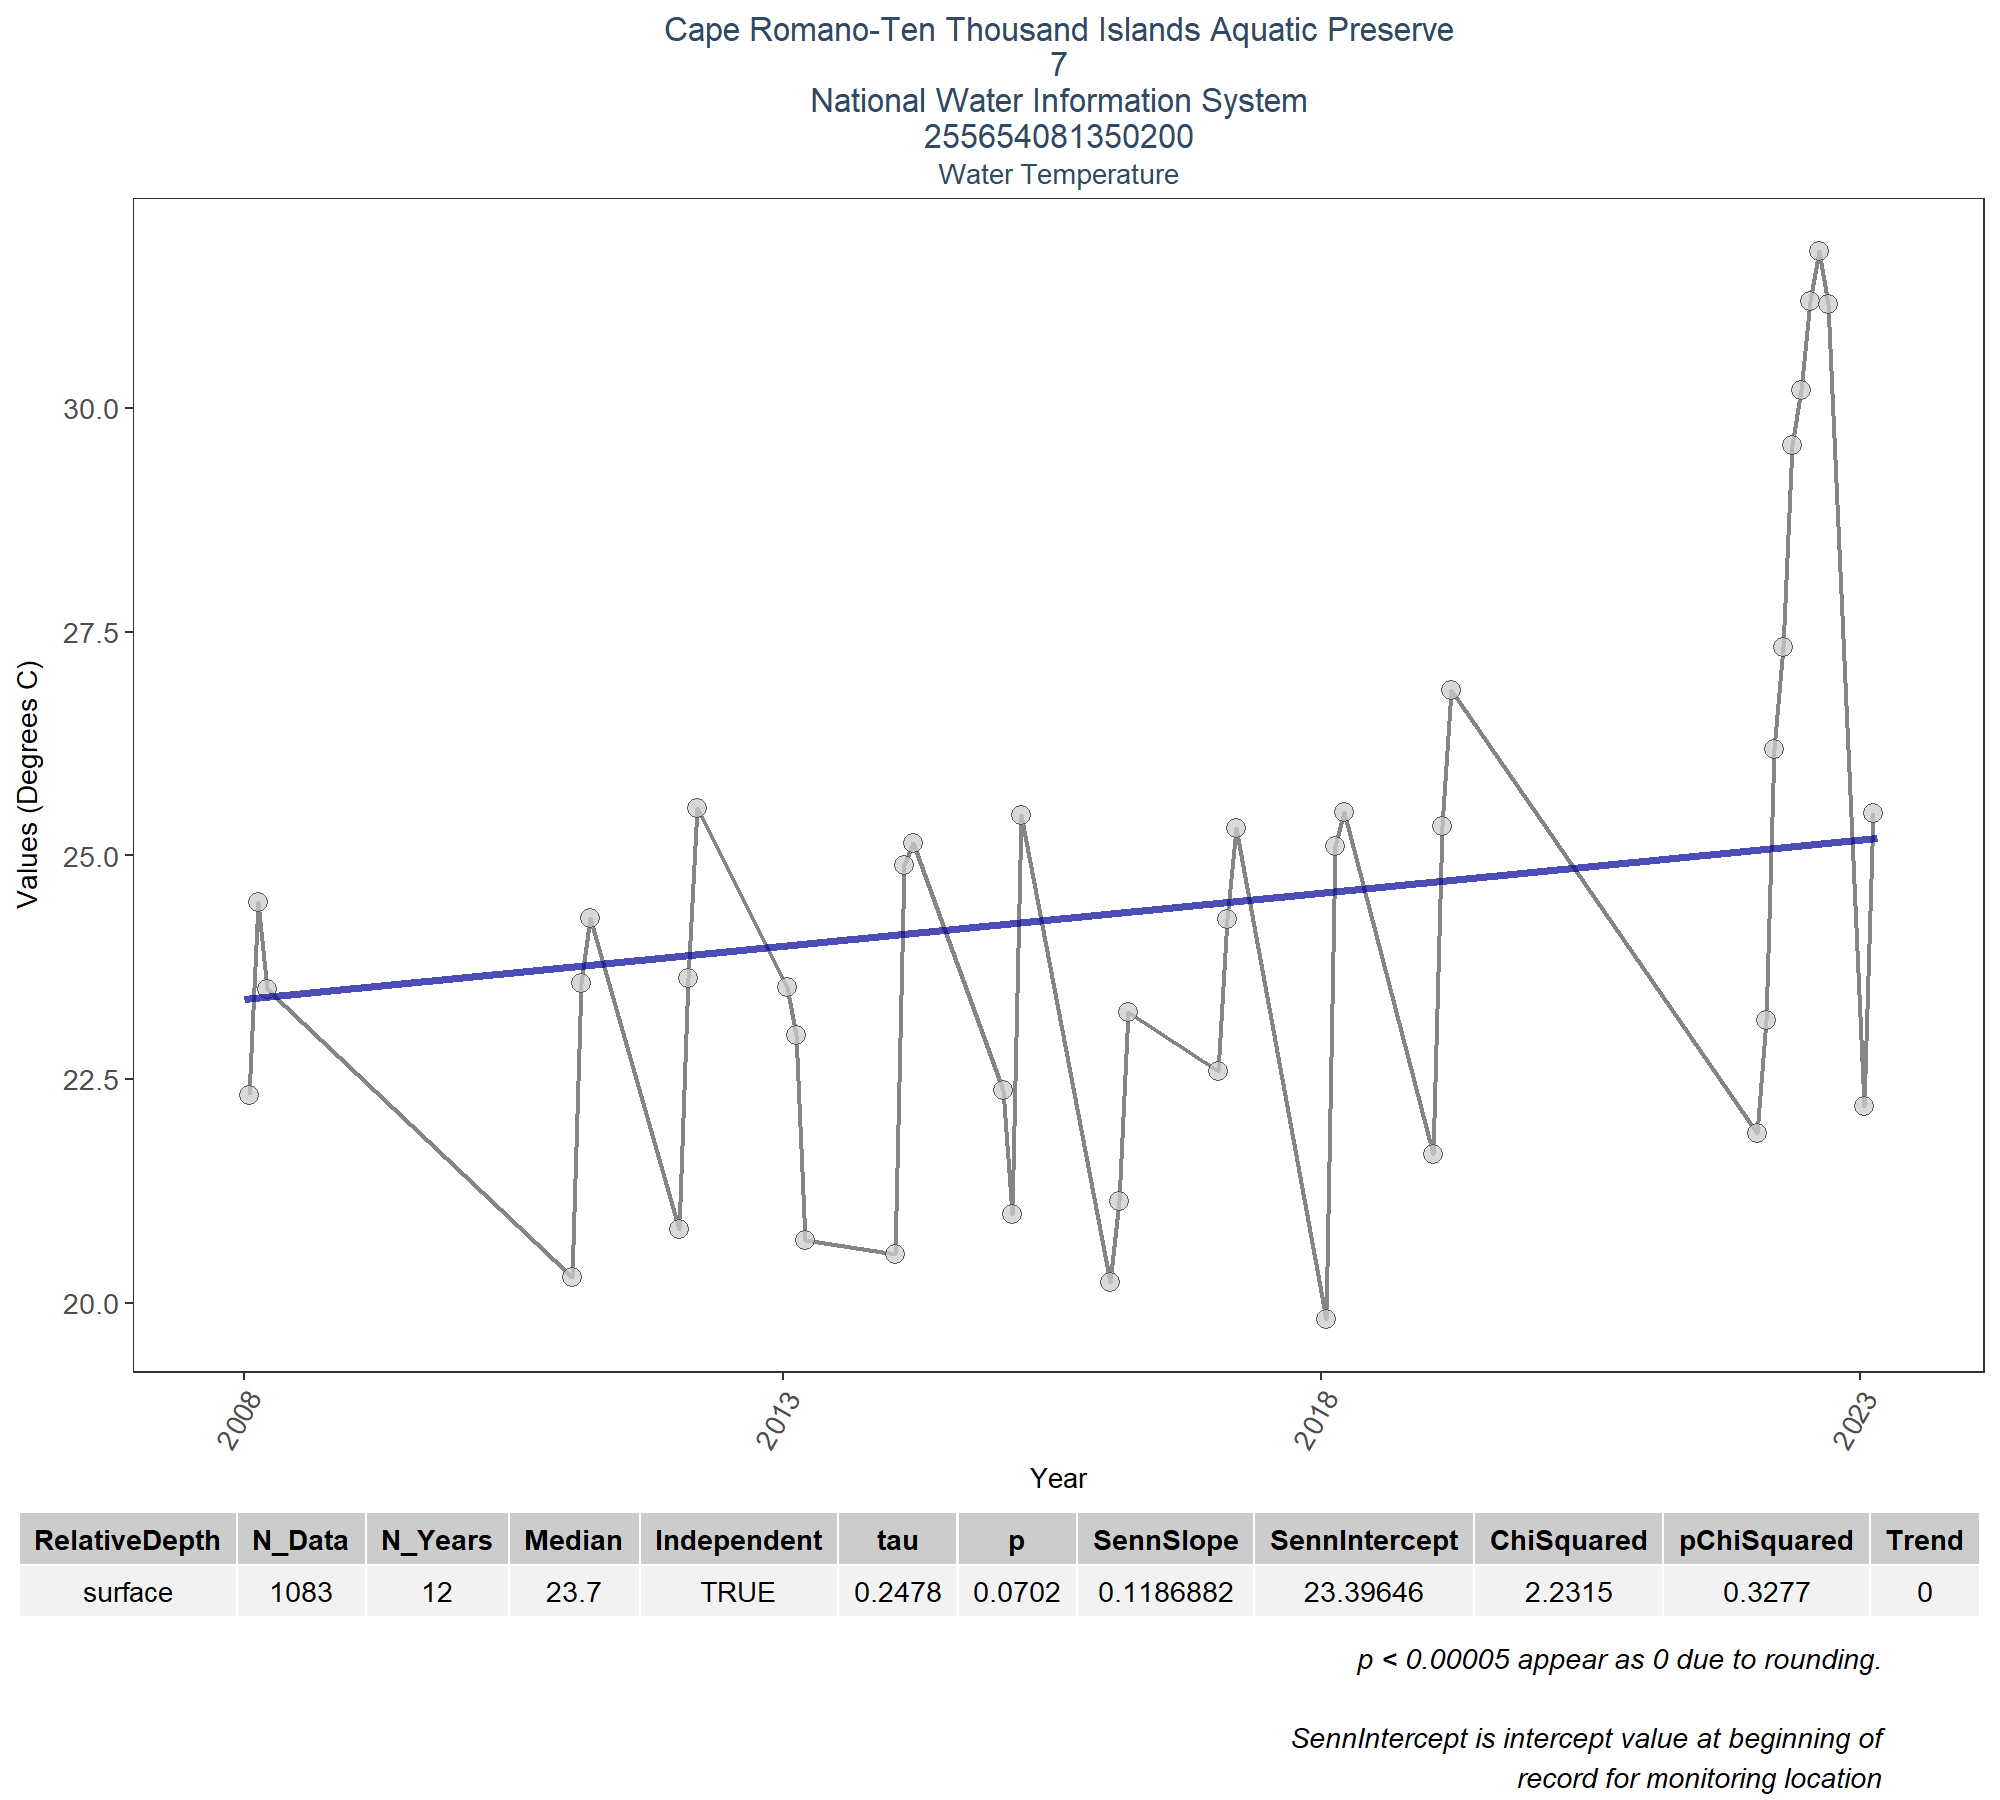 Cape Romano-Ten Thousand Islands Aquatic Preserve
7
National Water Information System
255654081350200
Water Temperature
Values (Degrees C)
30.0
27.5
25.0
22.5
20.0
2008 2013 2018 2023
Year
RelativeDepth N_Data N_Years Median Independent tau p SennSlope SennIntercept ChiSquared pChiSquared Trend
surface 1083 12 23.7 TRUE 0.2478 0.0702 0.1186882 23.39646 2.2315 0.3277 0
p < 0.00005 appear as 0 due to rounding.
SennIntercept is intercept value at beginning of
record for monitoring location